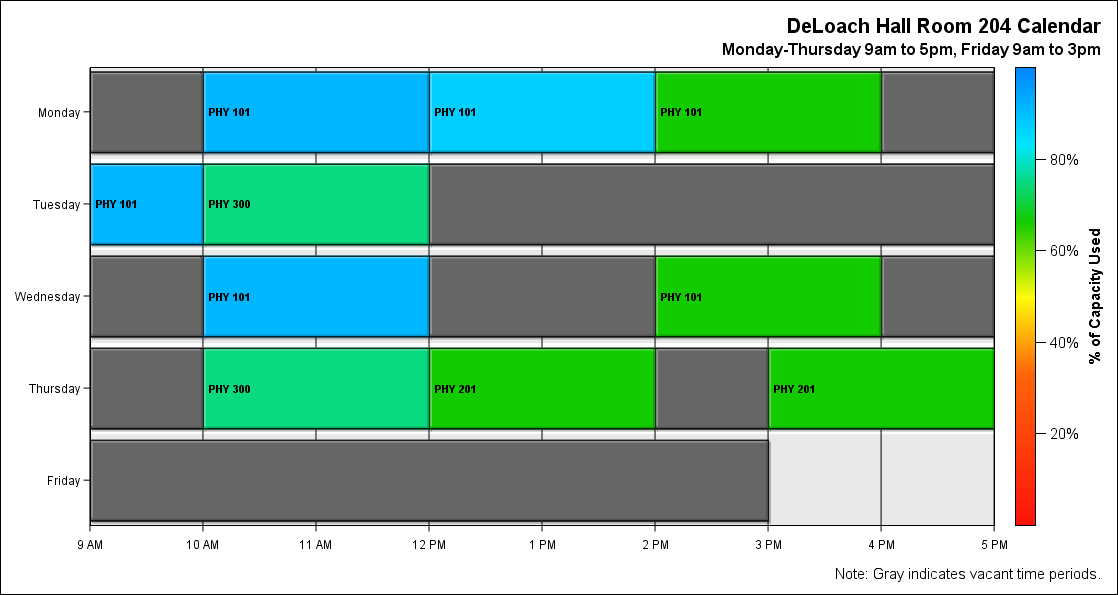 DeLoach Hall Room 204 Calendar
Monday-Thursday 9am to 5pm, Friday 9am to 3pm
Monday
PHY 101
PHY 101
PHY 101
Tuesday
PHY 101
PHY 300
Wednesday
PHY 101
PHY 101
Thursday
PHY 300
PHY 201
PHY 201
Friday
9 AM 10 AM 11 AM 12 PM 1 PM 2 PM 3 PM 4 PM 5 PM
80%
60%
40%
20%
% of Capacity Used
Note: Gray indicates vacant time periods.